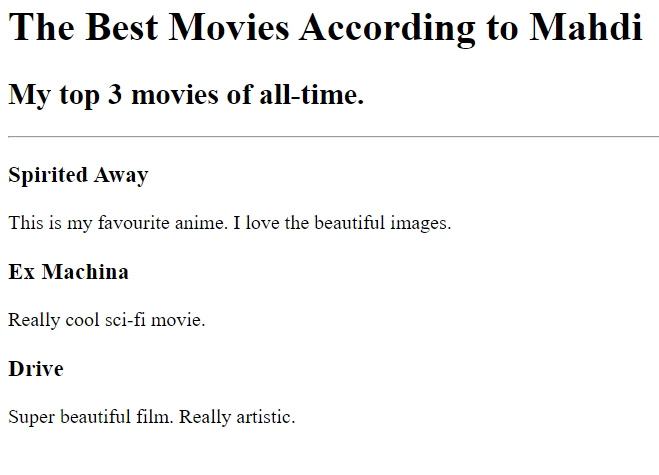 The Best Movies According to Mahdi
My top 3 movies of all-time.
Spirited Away
This is my favourite anime. I love the beautiful images.
Ex Machina
Really cool sci-fi movie.
Drive
Super beautiful film. Really artistic.